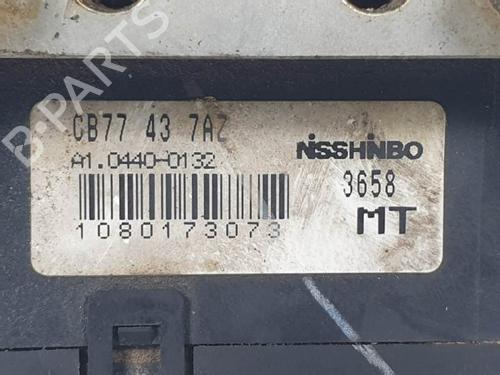 CB77 43 7AZ
NiSSHiNBO
A1.0440-0132
3658
1080173073
MT
B-PARTS